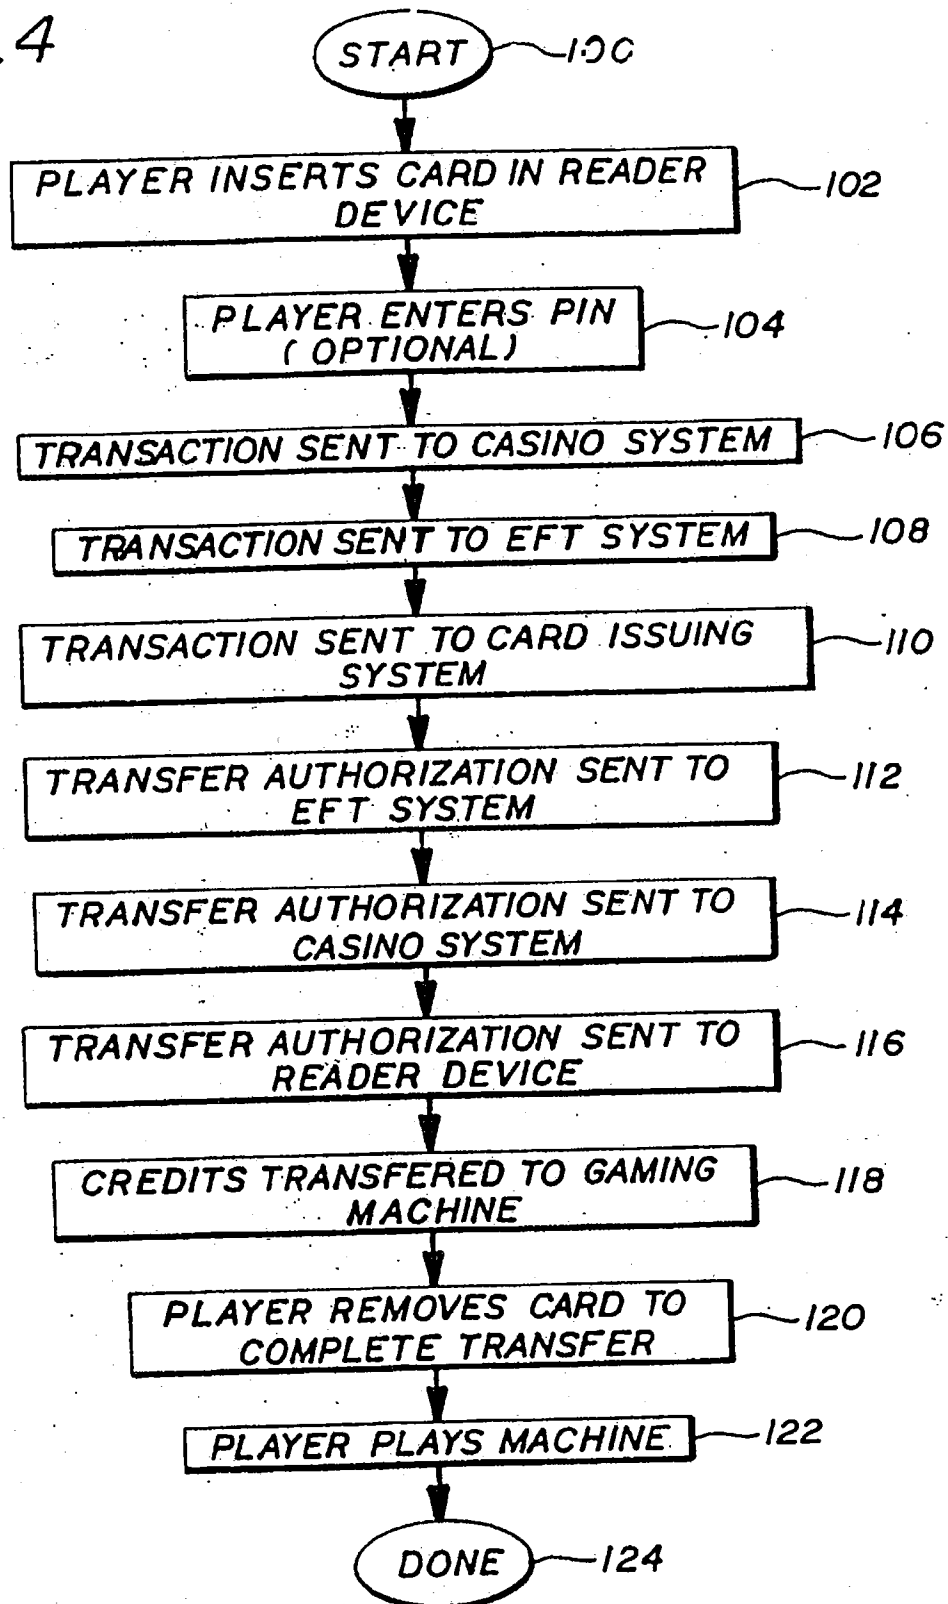 .4
START
100
PLAYER INSERTS CARD IN READER
DEVICE
102
PLAYER ENTERS PIN
(OPTIONAL)
104
TRANSACTION SENT TO CASINO SYSTEM
106
TRANSACTION SENT TO EFT SYSTEM
108
TRANSACTION SENT TO CARD ISSUING
SYSTEM
110
TRANSFER AUTHORIZATION SENT TO
EFT SYSTEM
112
TRANSFER AUTHORIZATION SENT TO
CASINO SYSTEM
114
TRANSFER AUTHORIZATION SENT TO
READER DEVICE
116
CREDITS TRANSFERED TO GAMING
MACHINE
118
PLAYER REMOVES CARD TO
COMPLETE TRANSFER
120
PLAYER PLAYS MACHINE
122
DONE
124